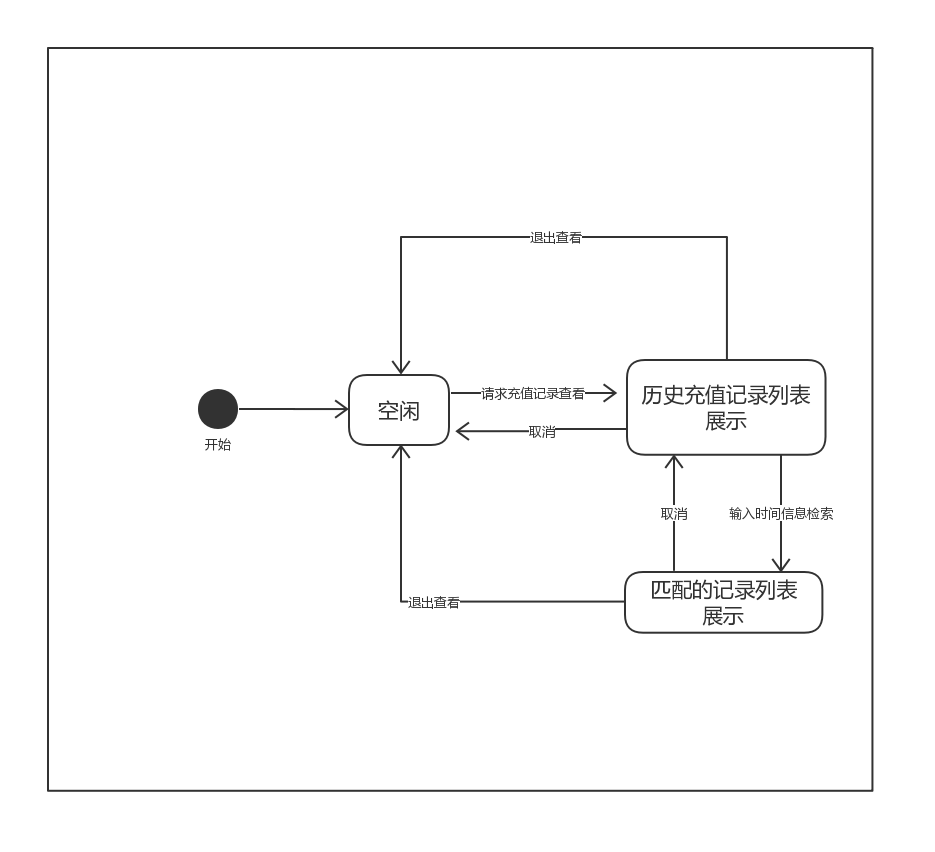 退出查看
请求充值记录查看
历史充值记录列表
展示
空闲
取消
开始
取消
输入时间信息检索
匹配的记录列表
展示
退出查看